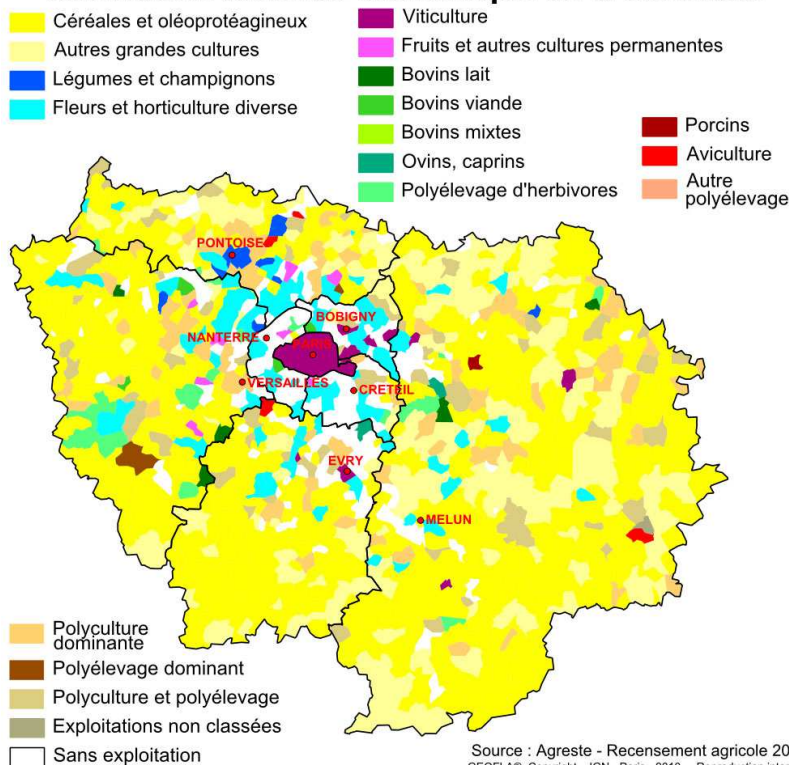 Céréales et oléoprotéagineux
Autres grandes cultures
Légumes et champignons
Fleurs et horticulture diverse
Viticulture
Fruits et autres cultures permanentes
Bovins lait
Bovins viande
Bovins mixtes
Ovins, caprins
Polyélevage d'herbivores
Porcins
Aviculture
Autre
polyélevage
PONTOISE
BOBIGNY
NANTERRE
PARIS
VERSAILLES
CRETEIL
EVRY
MELUN
Polyculture
dominante
Polyélevage dominant
Polyculture et polyélevage
Exploitations non classées
Sans exploitation
Source : Agreste - Recensement agricole 20